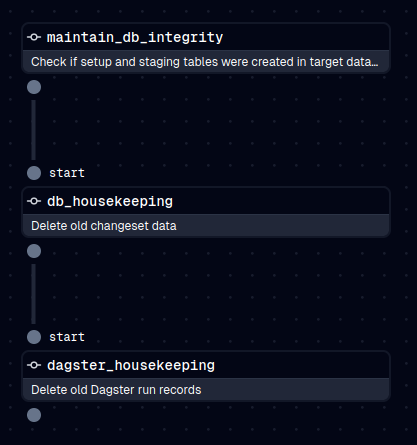 maintain_db_integrity
Check if setup and staging tables were created in target data…
start
db_housekeeping
Delete old changeset data
start
dagster_housekeeping
Delete old Dagster run records